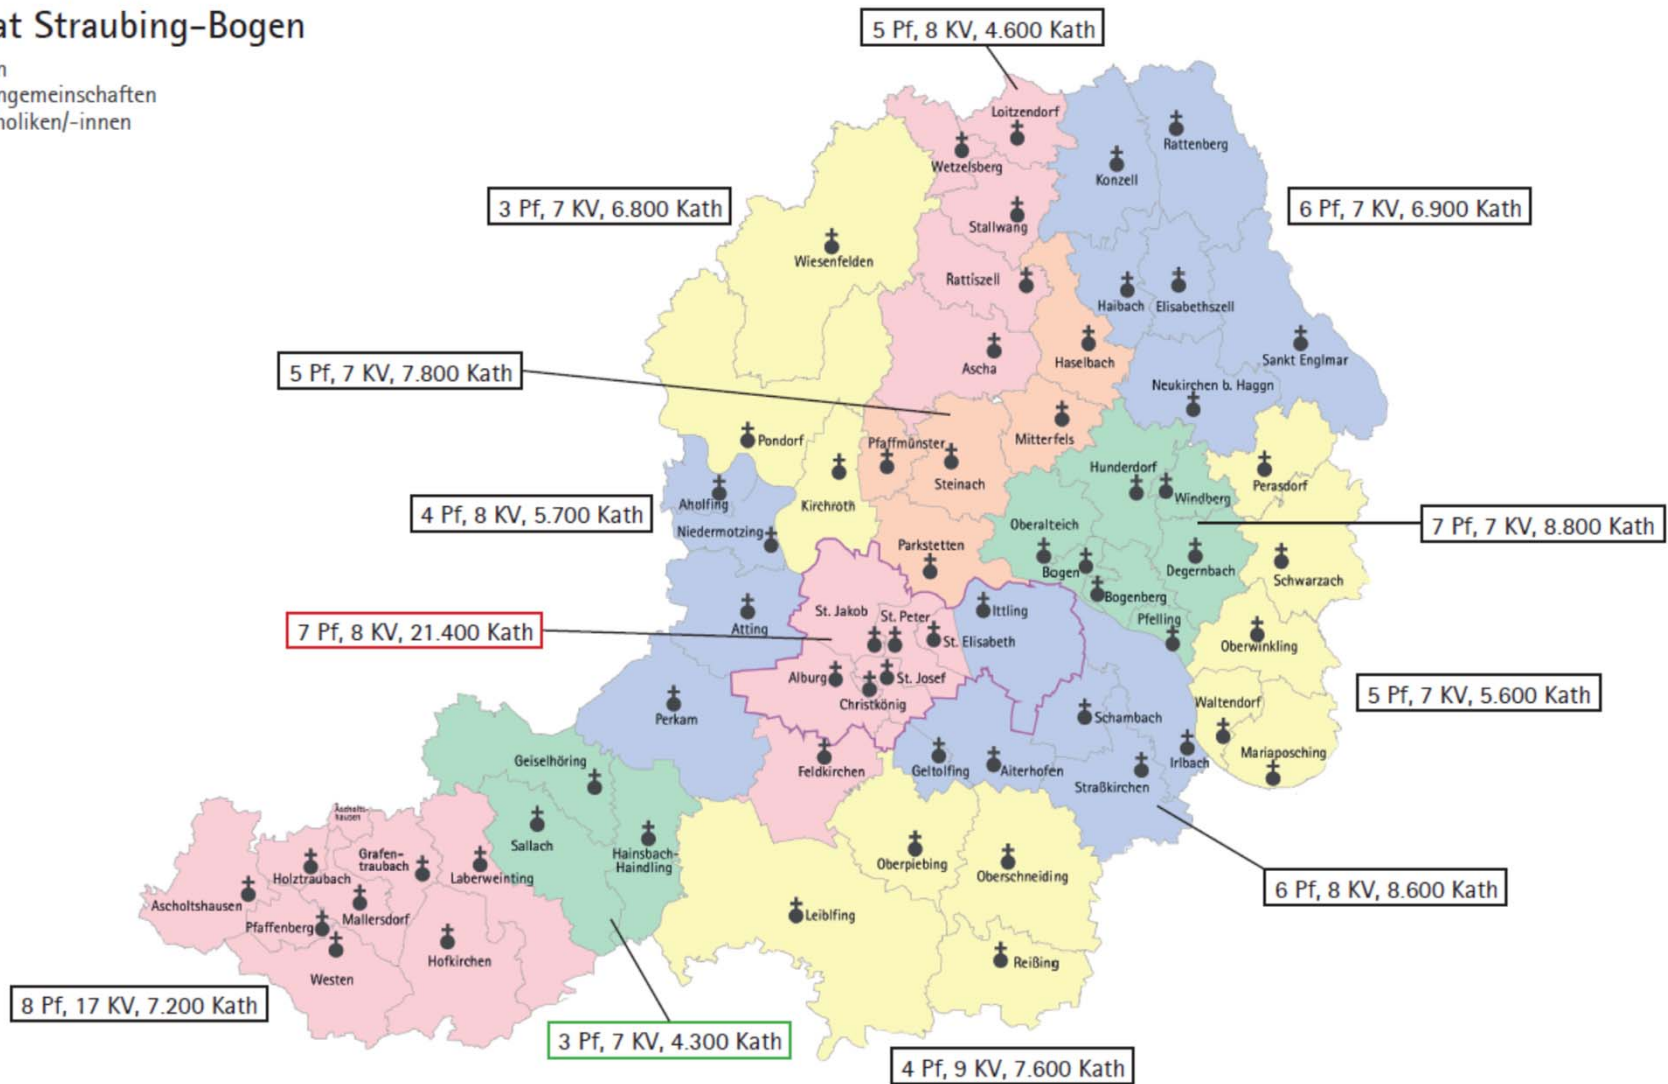 at Straubing-Bogen
n
ngemeinschaften
holiken/-innen
5 Pf, 8 KV, 4.600 Kath
Loitzendorf
Rattenberg
Wetzelsberg
Konzell
3 Pf, 7 KV, 6.800 Kath
6 Pf, 7 KV, 6.900 Kath
Stallwang
Wiesenfelden
Rattiszell
Haibach
Elisabethszell
Sankt Englmar
Haselbach
Ascha
5 Pf, 7 KV, 7.800 Kath
Neukirchen b. Haggn
Pondorf
Pfaffmünster
Mitterfels
Hunderdorf
Steinach
Perasdorf
Windberg
Aholfing
Kirchroth
4 Pf, 8 KV, 5.700 Kath
7 Pf, 7 KV, 8.800 Kath
Oberalteich
Niedermotzing
Parkstetten
Bogen
Degernbach
Schwarzach
Bogenberg
St. Jakob
St. Peter
Ittling
Pfelling
7 Pf, 8 KV, 21.400 Kath
Atting
St. Elisabeth
Oberwinkling
Alburg
St. Josef
5 Pf, 7 KV, 5.600 Kath
Christkönig
Waltendorf
Perkam
Schambach
Mariaposching
Geiselhöring
Feldkirchen
Geltolfing
Aiterhofen
Irlbach
Straßkirchen
Ascholtshausen
Sallach
Hainsbach-
Haindling
Grafen-
traubach
Holztraubach
Laberweinting
Oberpiebing
Oberschneiding
6 Pf, 8 KV, 8.600 Kath
Ascholtshausen
Mallersdorf
Pfaffenberg
Leiblfing
Hofkirchen
Reißing
Westen
8 Pf, 17 KV, 7.200 Kath
3 Pf, 7 KV, 4.300 Kath
4 Pf, 9 KV, 7.600 Kath